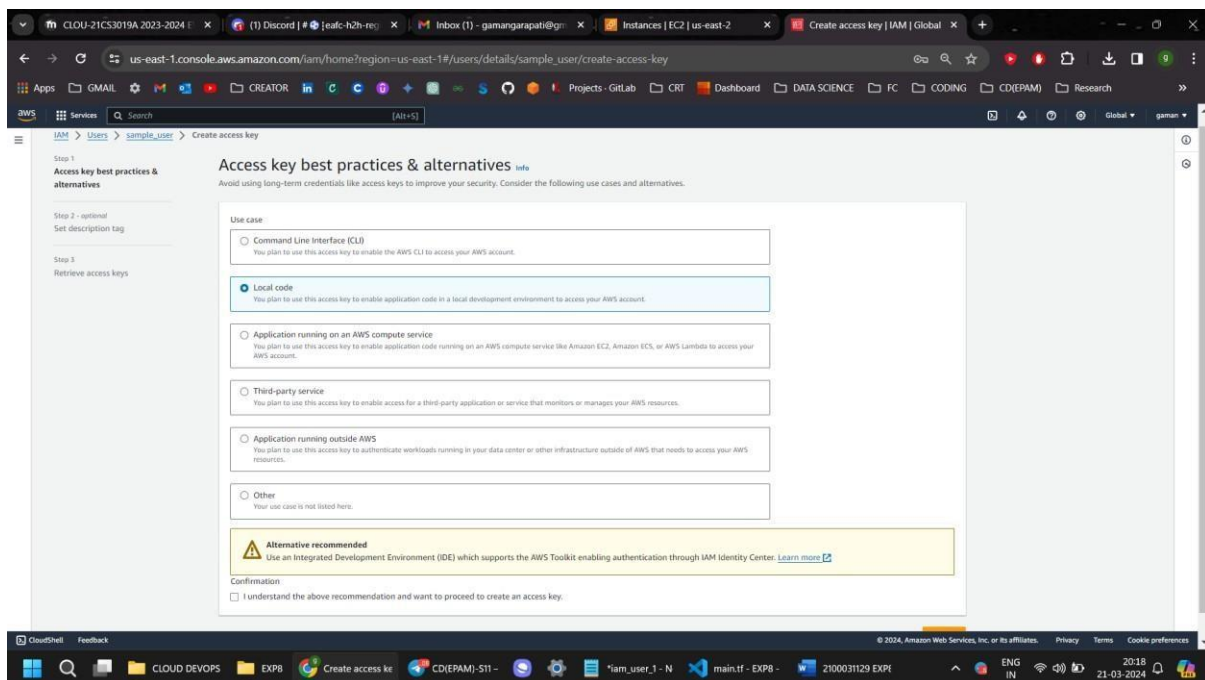 CLOU-21CS3019A 2023-2024 E
(1) Discord | # | eafc-h2h-reg
Inbox (1) - gamangarapati@gm
Instances | EC2 | us-east-2
Create access key | IAM | Global
us-east-1.console.aws.amazon.com/iam/home?region=us-east-1#/users/details/sample_user/create-access-key
Apps GMAIL CREATOR Projects · GitLab CRT Dashboard DATA SCIENCE FC CODING CD(EPAM) Research
aws Services Search [Alt+S] Global gaman
IAM > Users > sample_user > Create access key
Step 1
Access key best practices &
alternatives
Step 2 - optional
Set description tag
Step 3
Retrieve access keys
Access key best practices & alternatives Info
Avoid using long-term credentials like access keys to improve your security. Consider the following use cases and alternatives.
Use case
Command Line Interface (CLI)
You plan to use this access key to enable the AWS CLI to access your AWS account.
Local code
You plan to use this access key to enable application code in a local development environment to access your AWS account.
Application running on an AWS compute service
You plan to use this access key to enable application code running on an AWS compute service like Amazon EC2, Amazon ECS, or AWS Lambda to access your
AWS account.
Third-party service
You plan to use this access key to enable access for a third-party application or service that monitors or manages your AWS resources.
Application running outside AWS
You plan to use this access key to authenticate workloads running in your data center or other infrastructure outside of AWS that needs to access your AWS
resources.
Other
Your use case is not listed here.
Alternative recommended
Use an Integrated Development Environment (IDE) which supports the AWS Toolkit enabling authentication through IAM Identity Center. Learn more
Confirmation
I understand the above recommendation and want to proceed to create an access key.
CloudShell Feedback © 2024, Amazon Web Services, Inc. or its affiliates. Privacy Terms Cookie preferences
CLOUD DEVOPS EXP8 Create access ke CD(EPAM)-S11 – *iam_user_1 - N main.tf - EXP8 - 2100031129 EXPE
ENG
IN
20:18
21-03-2024